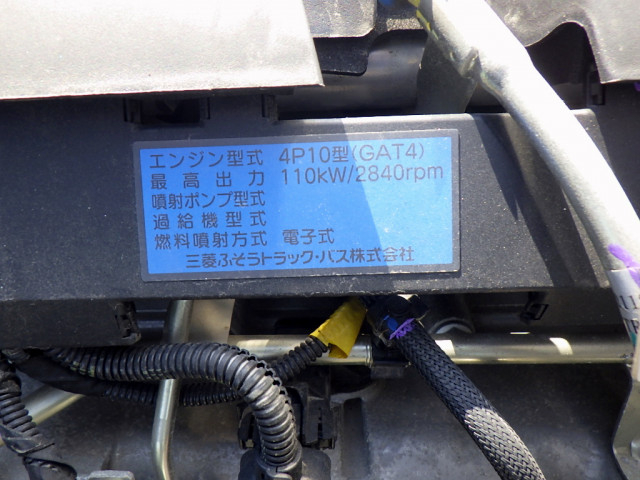 エンジン型式 4P10型(GAT4)
最高出力 110kW/2840rpm
噴射ポンプ型式
過給機型式
燃料噴射方式 電子式
三菱ふそうトラック・バス株式会社